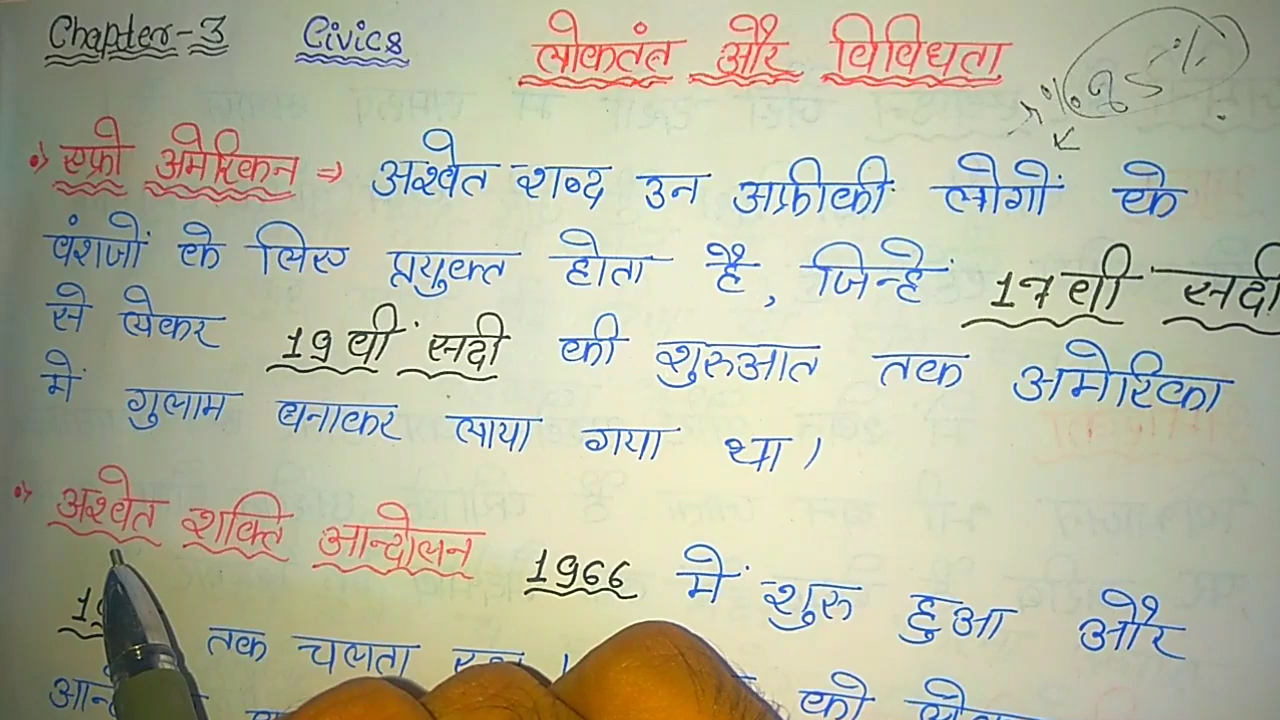 Chapter-3 Civics लोकतंत और विविधता
एफ्रो अमेरिकन ⇒ अश्वेत शब्द उन अफ्रीकी लोगों के
वंशजों के लिए प्रयुक्त होता है, जिन्हें 17वी सदी
से लेकर 19वीं सदी की शुरुआत तक अमेरिका
में गुलाम बनाकर लाया गया था।
अश्वेत शक्ति आन्दोलन 1966 में शुरु हुआ और
तक चलता
को